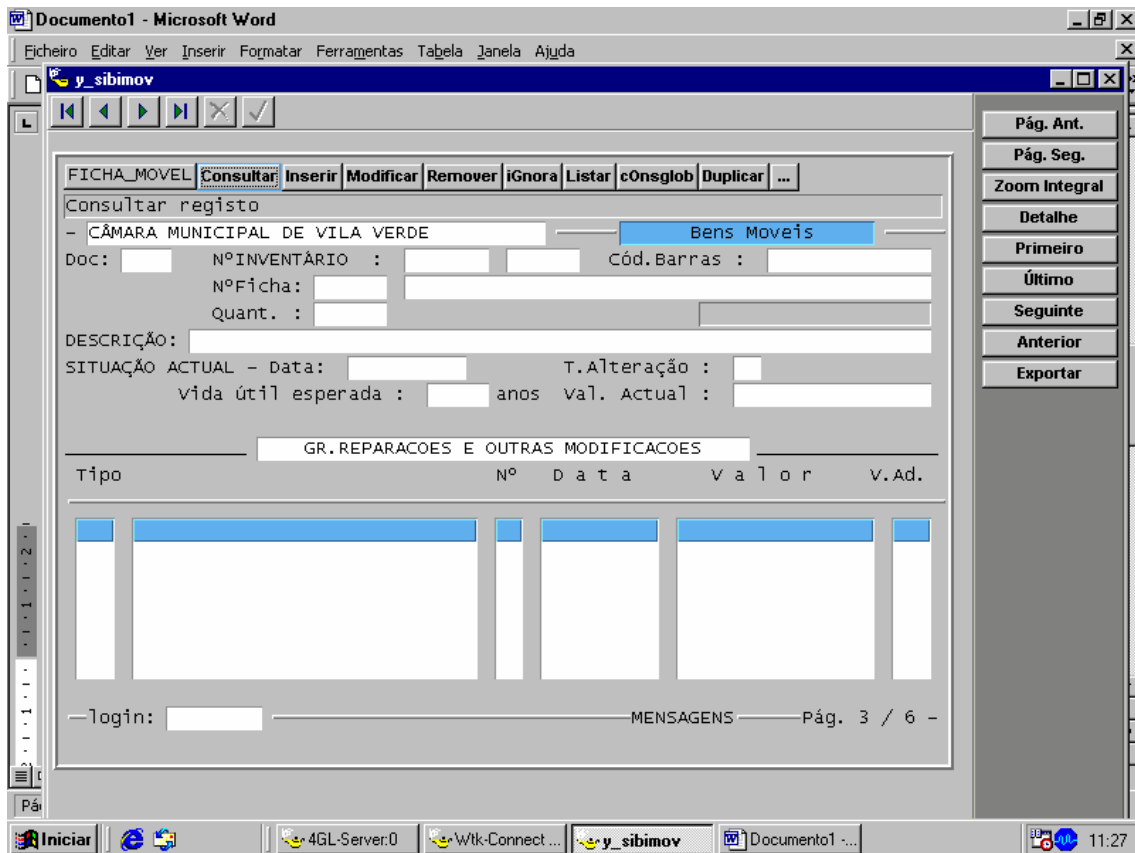 Documento1 - Microsoft Word
Ficheiro Editar Ver Inserir Formatar Ferramentas Tabela Janela Ajuda
y_sibimov
FICHA_MOVEL Consultar Inserir Modificar Remover iGnora Listar cOnsglob Duplicar ...
Consultar registo
- CÂMARA MUNICIPAL DE VILA VERDE Bens Moveis
Doc: NºINVENTÁRIO : Cód.Barras :
NºFicha:
Quant. :
DESCRIÇÃO:
SITUAÇÃO ACTUAL - Data: T.Alteração :
Vida útil esperada : anos Val. Actual :
GR.REPARACOES E OUTRAS MODIFICACOES
Tipo Nº D a t a V a l o r V.Ad.
login: MENSAGENS Pág. 3 / 6 -
Pág. Ant.
Pág. Seg.
Zoom Integral
Detalhe
Primeiro
Último
Seguinte
Anterior
Exportar
Iniciar 4GL-Server:0 Wtk-Connect ... y_sibimov Documento1 -... 11:27